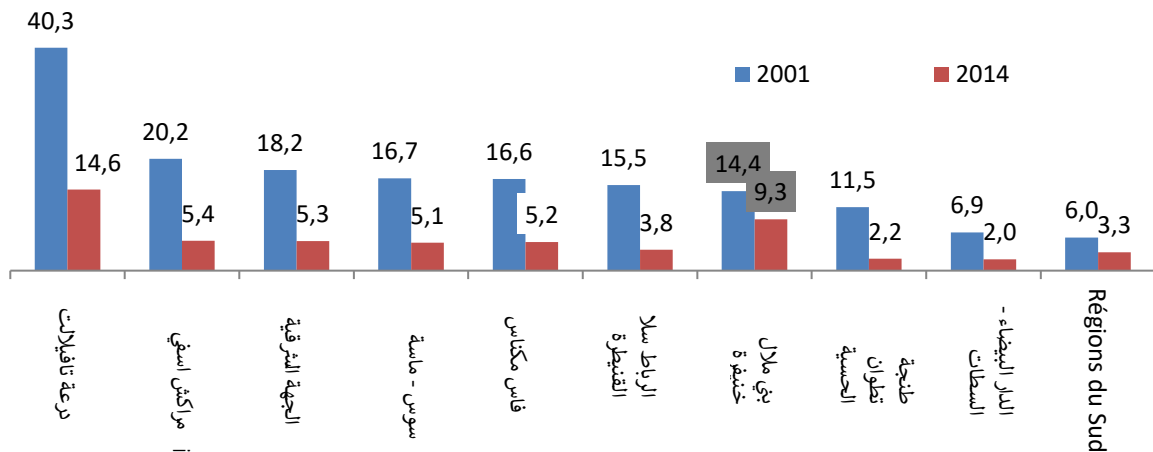 40,3
14,6
20,2
5,4
18,2
5,3
16,7
5,1
16,6
5,2
15,5
3,8
14,4
9,3
11,5
2,2
6,9
2,0
6,0
3,3
2001
2014
درعة تافيلالت
مراكش اسفي
i
الجهة الشرقية
سوس - ماسة
فاس مكناس
الرباط سلا
القنيطرة
بني ملال
خنيفرة
طنجة
تطوان
الحسية
الدار البيضاء -
السطات
Régions du Sud